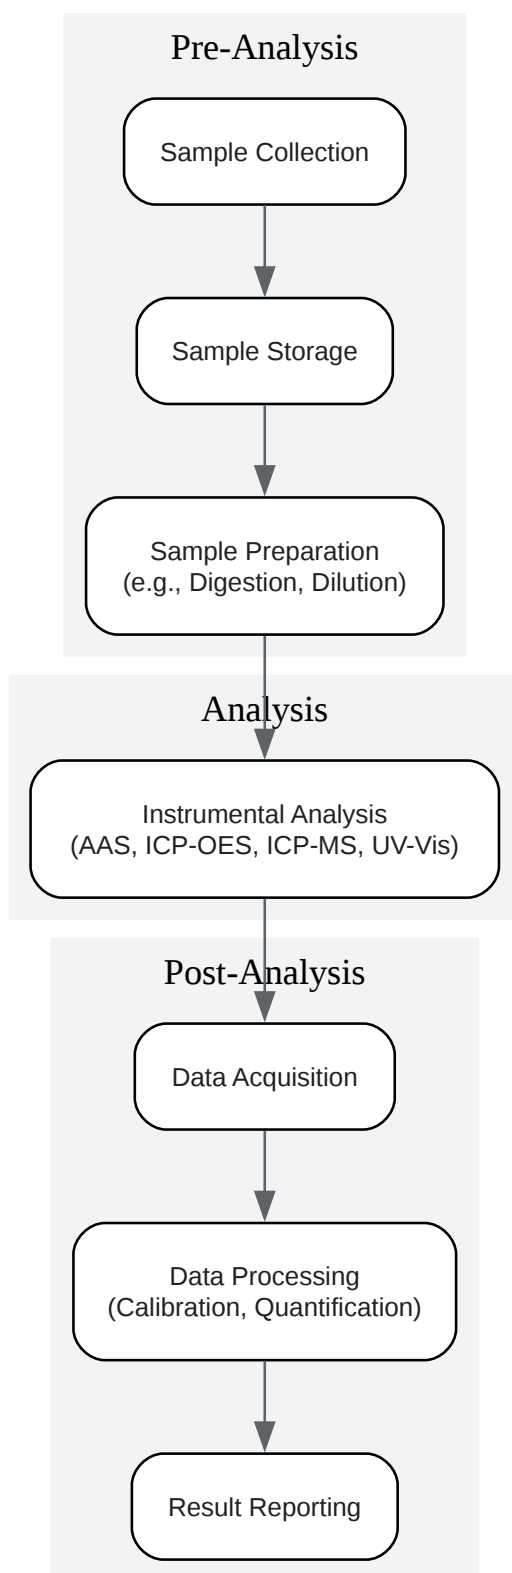 Pre-Analysis
Sample Collection
Sample Storage
Sample Preparation
(e.g., Digestion, Dilution)
Analysis
Instrumental Analysis
(AAS, ICP-OES, ICP-MS, UV-Vis)
Post-Analysis
Data Acquisition
Data Processing
(Calibration, Quantification)
Result Reporting